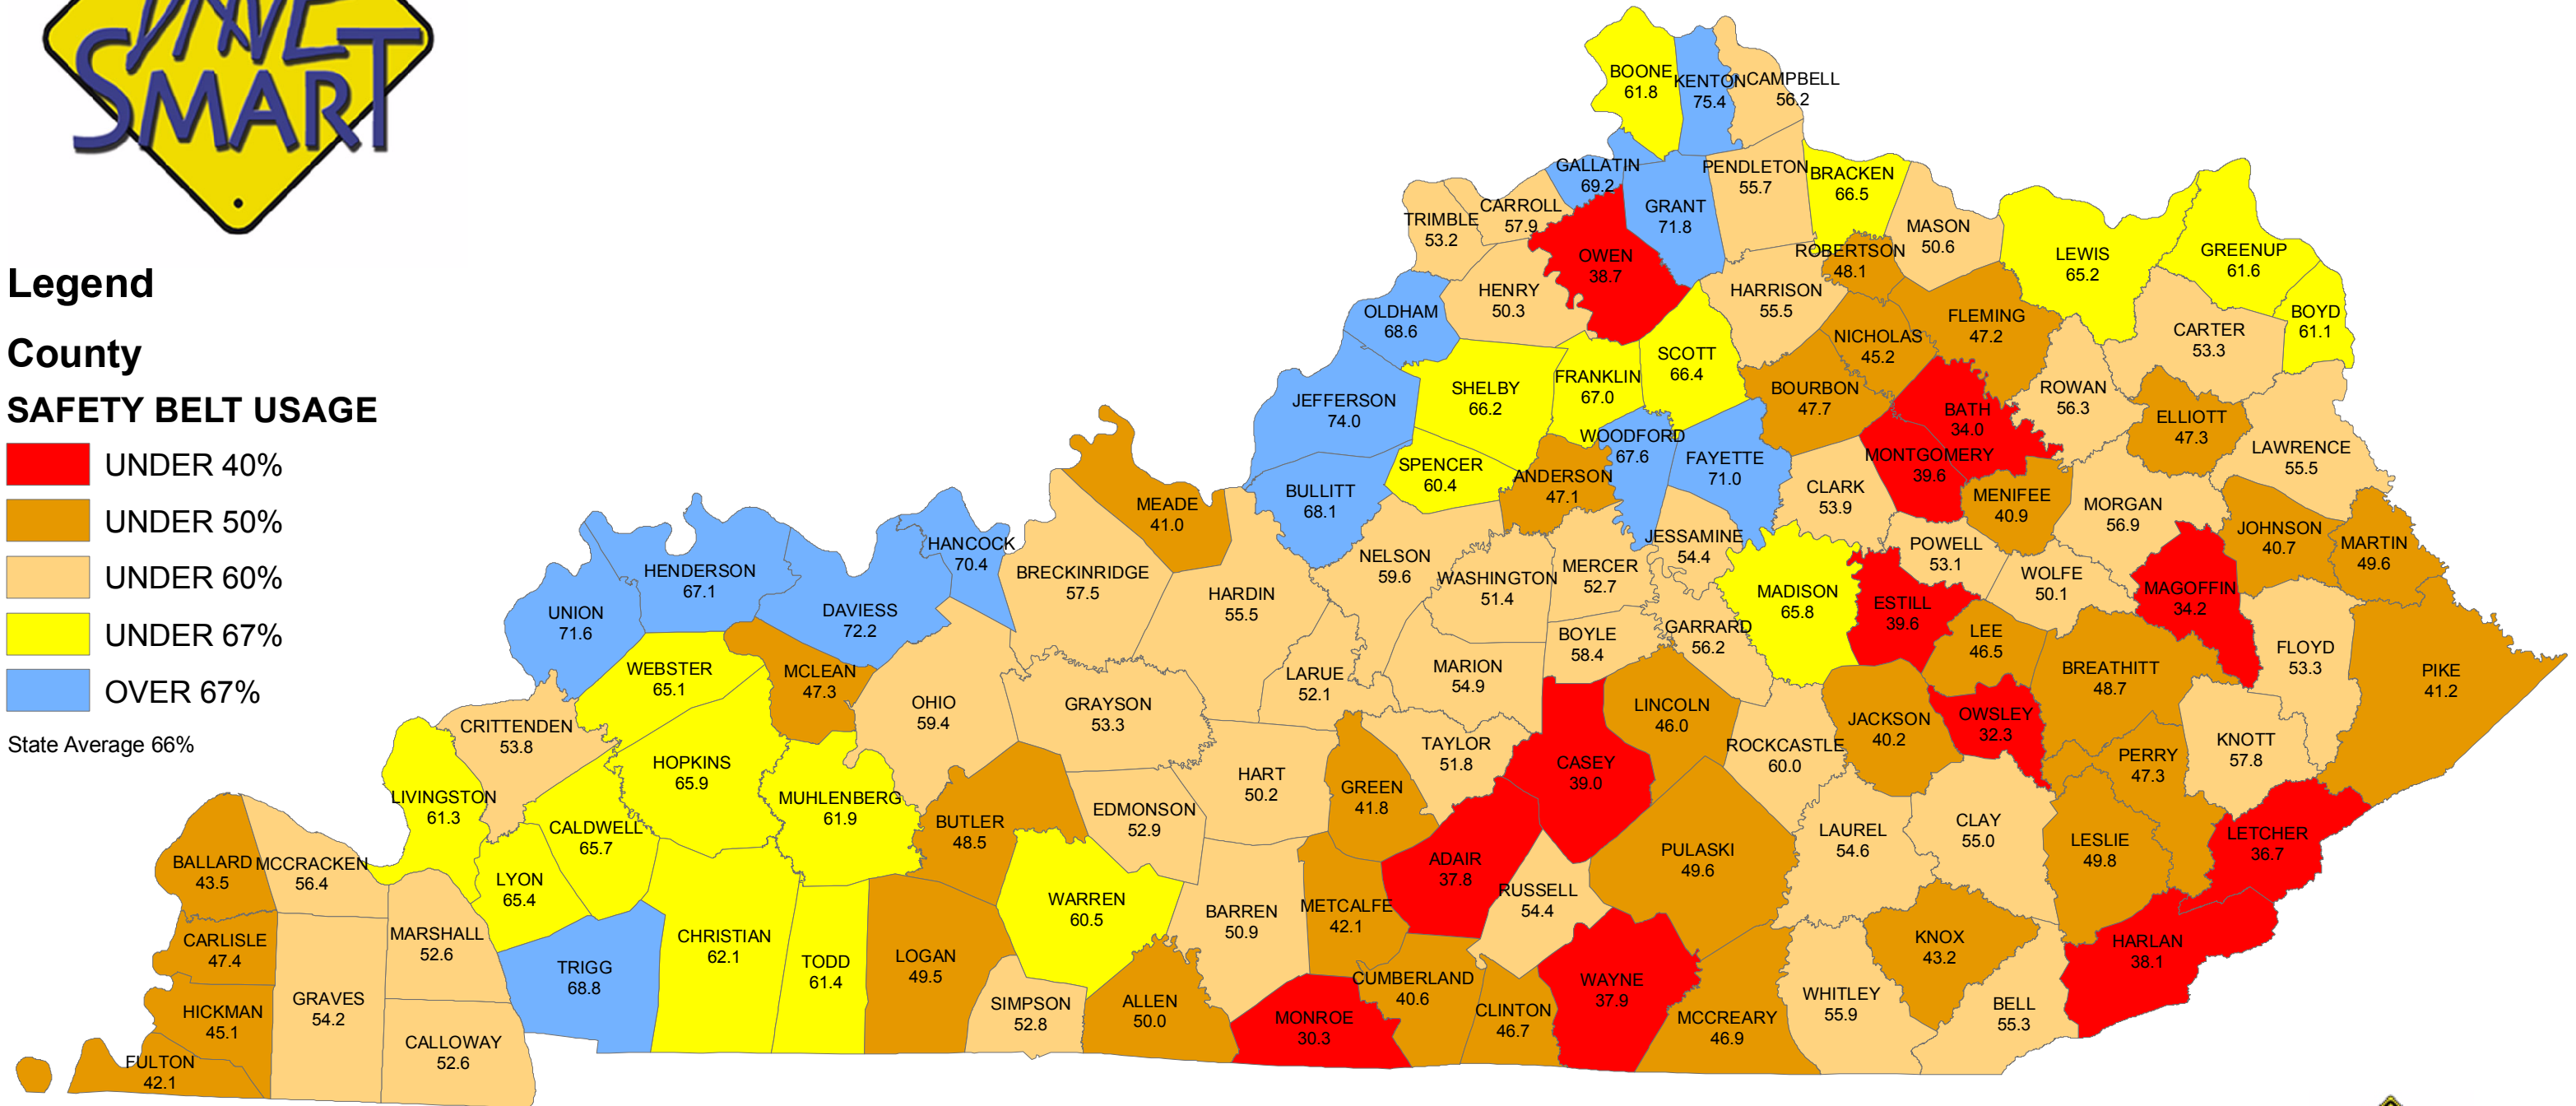 DRIVE
SMART
Legend
County
SAFETY BELT USAGE
UNDER 40%
UNDER 50%
UNDER 60%
UNDER 67%
OVER 67%
State Average 66%
BOONE
61.8
KENTON
75.4
CAMPBELL
56.2
GALLATIN
69.2
PENDLETON
55.7
BRACKEN
66.5
GRANT
71.8
TRIMBLE
53.2
CARROLL
57.9
OWEN
38.7
MASON
50.6
ROBERTSON
48.1
LEWIS
65.2
GREENUP
61.6
BOYD
61.1
HENRY
50.3
HARRISON
55.5
OLDHAM
68.6
NICHOLAS
45.2
FLEMING
47.2
CARTER
53.3
SHELBY
66.2
FRANKLIN
67.0
SCOTT
66.4
BOURBON
47.7
BATH
34.0
ROWAN
56.3
ELLIOTT
47.3
JEFFERSON
74.0
WOODFORD
67.6
FAYETTE
71.0
MONTGOMERY
39.6
LAWRENCE
55.5
SPENCER
60.4
ANDERSON
47.1
CLARK
53.9
MENIFEE
40.9
MORGAN
56.9
BULLITT
68.1
MEADE
41.0
JOHNSON
40.7
MARTIN
49.6
JESSAMINE
54.4
POWELL
53.1
HANCOCK
70.4
NELSON
59.6
WASHINGTON
51.4
MERCER
52.7
WOLFE
50.1
MAGOFFIN
34.2
HENDERSON
67.1
BRECKINRIDGE
57.5
HARDIN
55.5
MADISON
65.8
ESTILL
39.6
UNION
71.6
DAVIESS
72.2
BOYLE
58.4
GARRARD
56.2
LEE
46.5
FLOYD
53.3
WEBSTER
65.1
MCLEAN
47.3
LARUE
52.1
MARION
54.9
BREATHITT
48.7
PIKE
41.2
OHIO
59.4
GRAYSON
53.3
LINCOLN
46.0
JACKSON
40.2
OWSLEY
32.3
CRITTENDEN
53.8
TAYLOR
51.8
ROCKCASTLE
60.0
KNOTT
57.8
HOPKINS
65.9
HART
50.2
GREEN
41.8
CASEY
39.0
PERRY
47.3
LIVINGSTON
61.3
MUHLENBERG
61.9
EDMONSON
52.9
BUTLER
48.5
CALDWELL
65.7
LAUREL
54.6
CLAY
55.0
LESLIE
49.8
LETCHER
36.7
BALLARD
43.5
MCCRACKEN
56.4
LYON
65.4
ADAIR
37.8
PULASKI
49.6
RUSSELL
54.4
WARREN
60.5
BARREN
50.9
METCALFE
42.1
CARLISLE
47.4
MARSHALL
52.6
CHRISTIAN
62.1
KNOX
43.2
HARLAN
38.1
TRIGG
68.8
TODD
61.4
LOGAN
49.5
CUMBERLAND
40.6
WAYNE
37.9
GRAVES
54.2
SIMPSON
52.8
ALLEN
50.0
WHITLEY
55.9
BELL
55.3
HICKMAN
45.1
MONROE
30.3
CLINTON
46.7
MCCREARY
46.9
CALLOWAY
52.6
FULTON
42.1